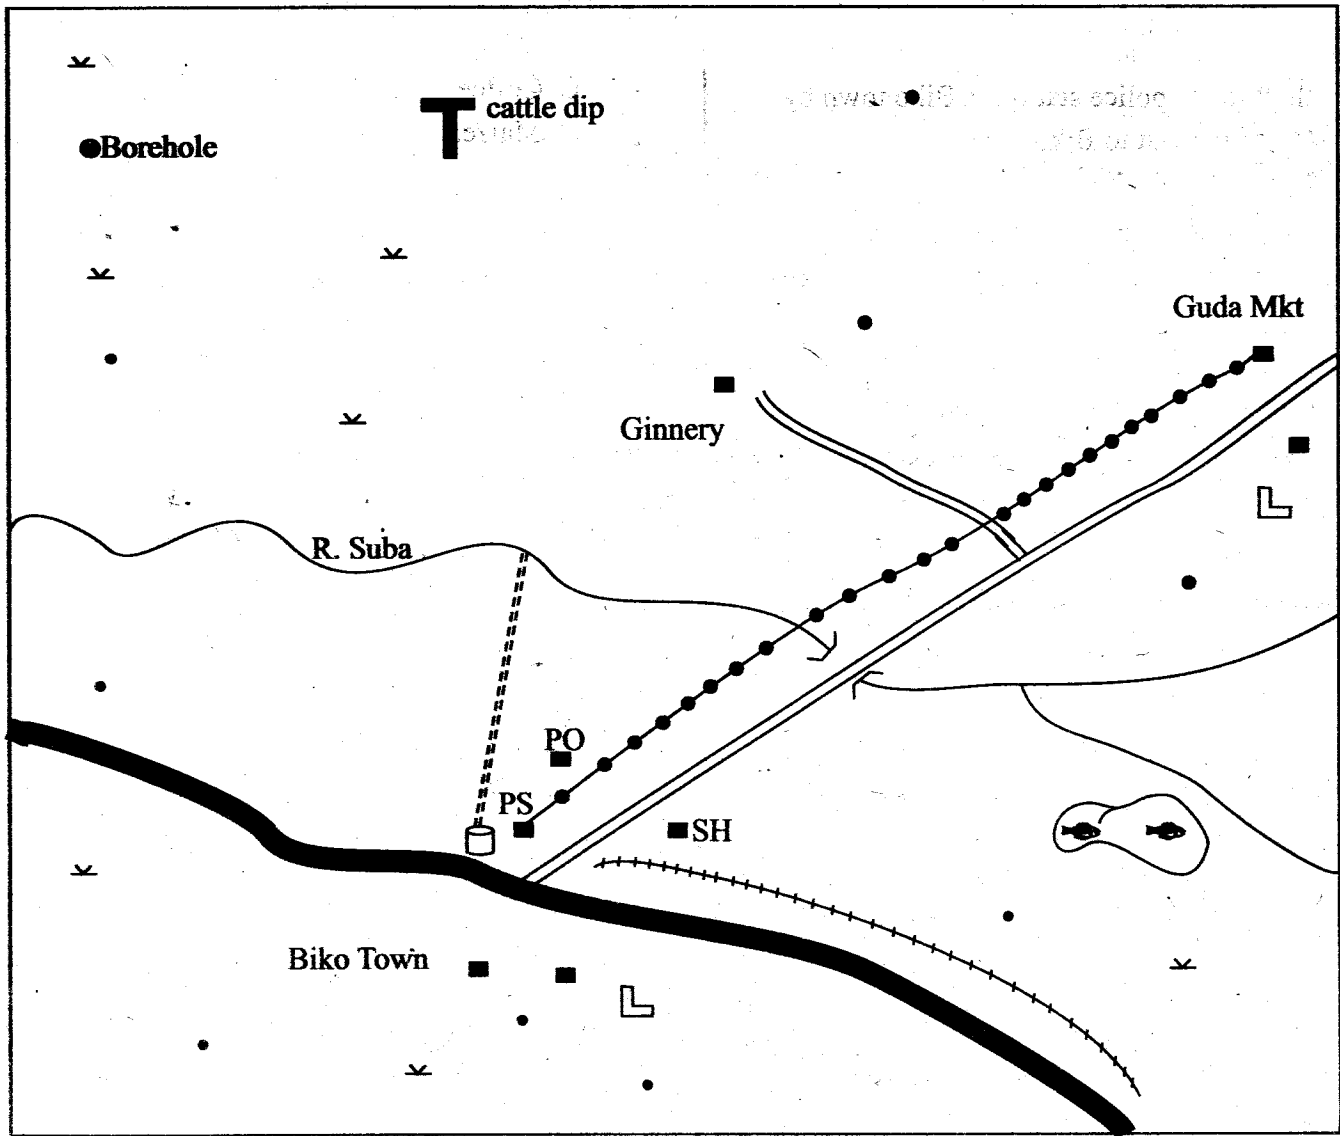 cattle dip
Borehole
Guda Mkt
Ginnery
R. Suba
PO
PS
SH
Biko Town